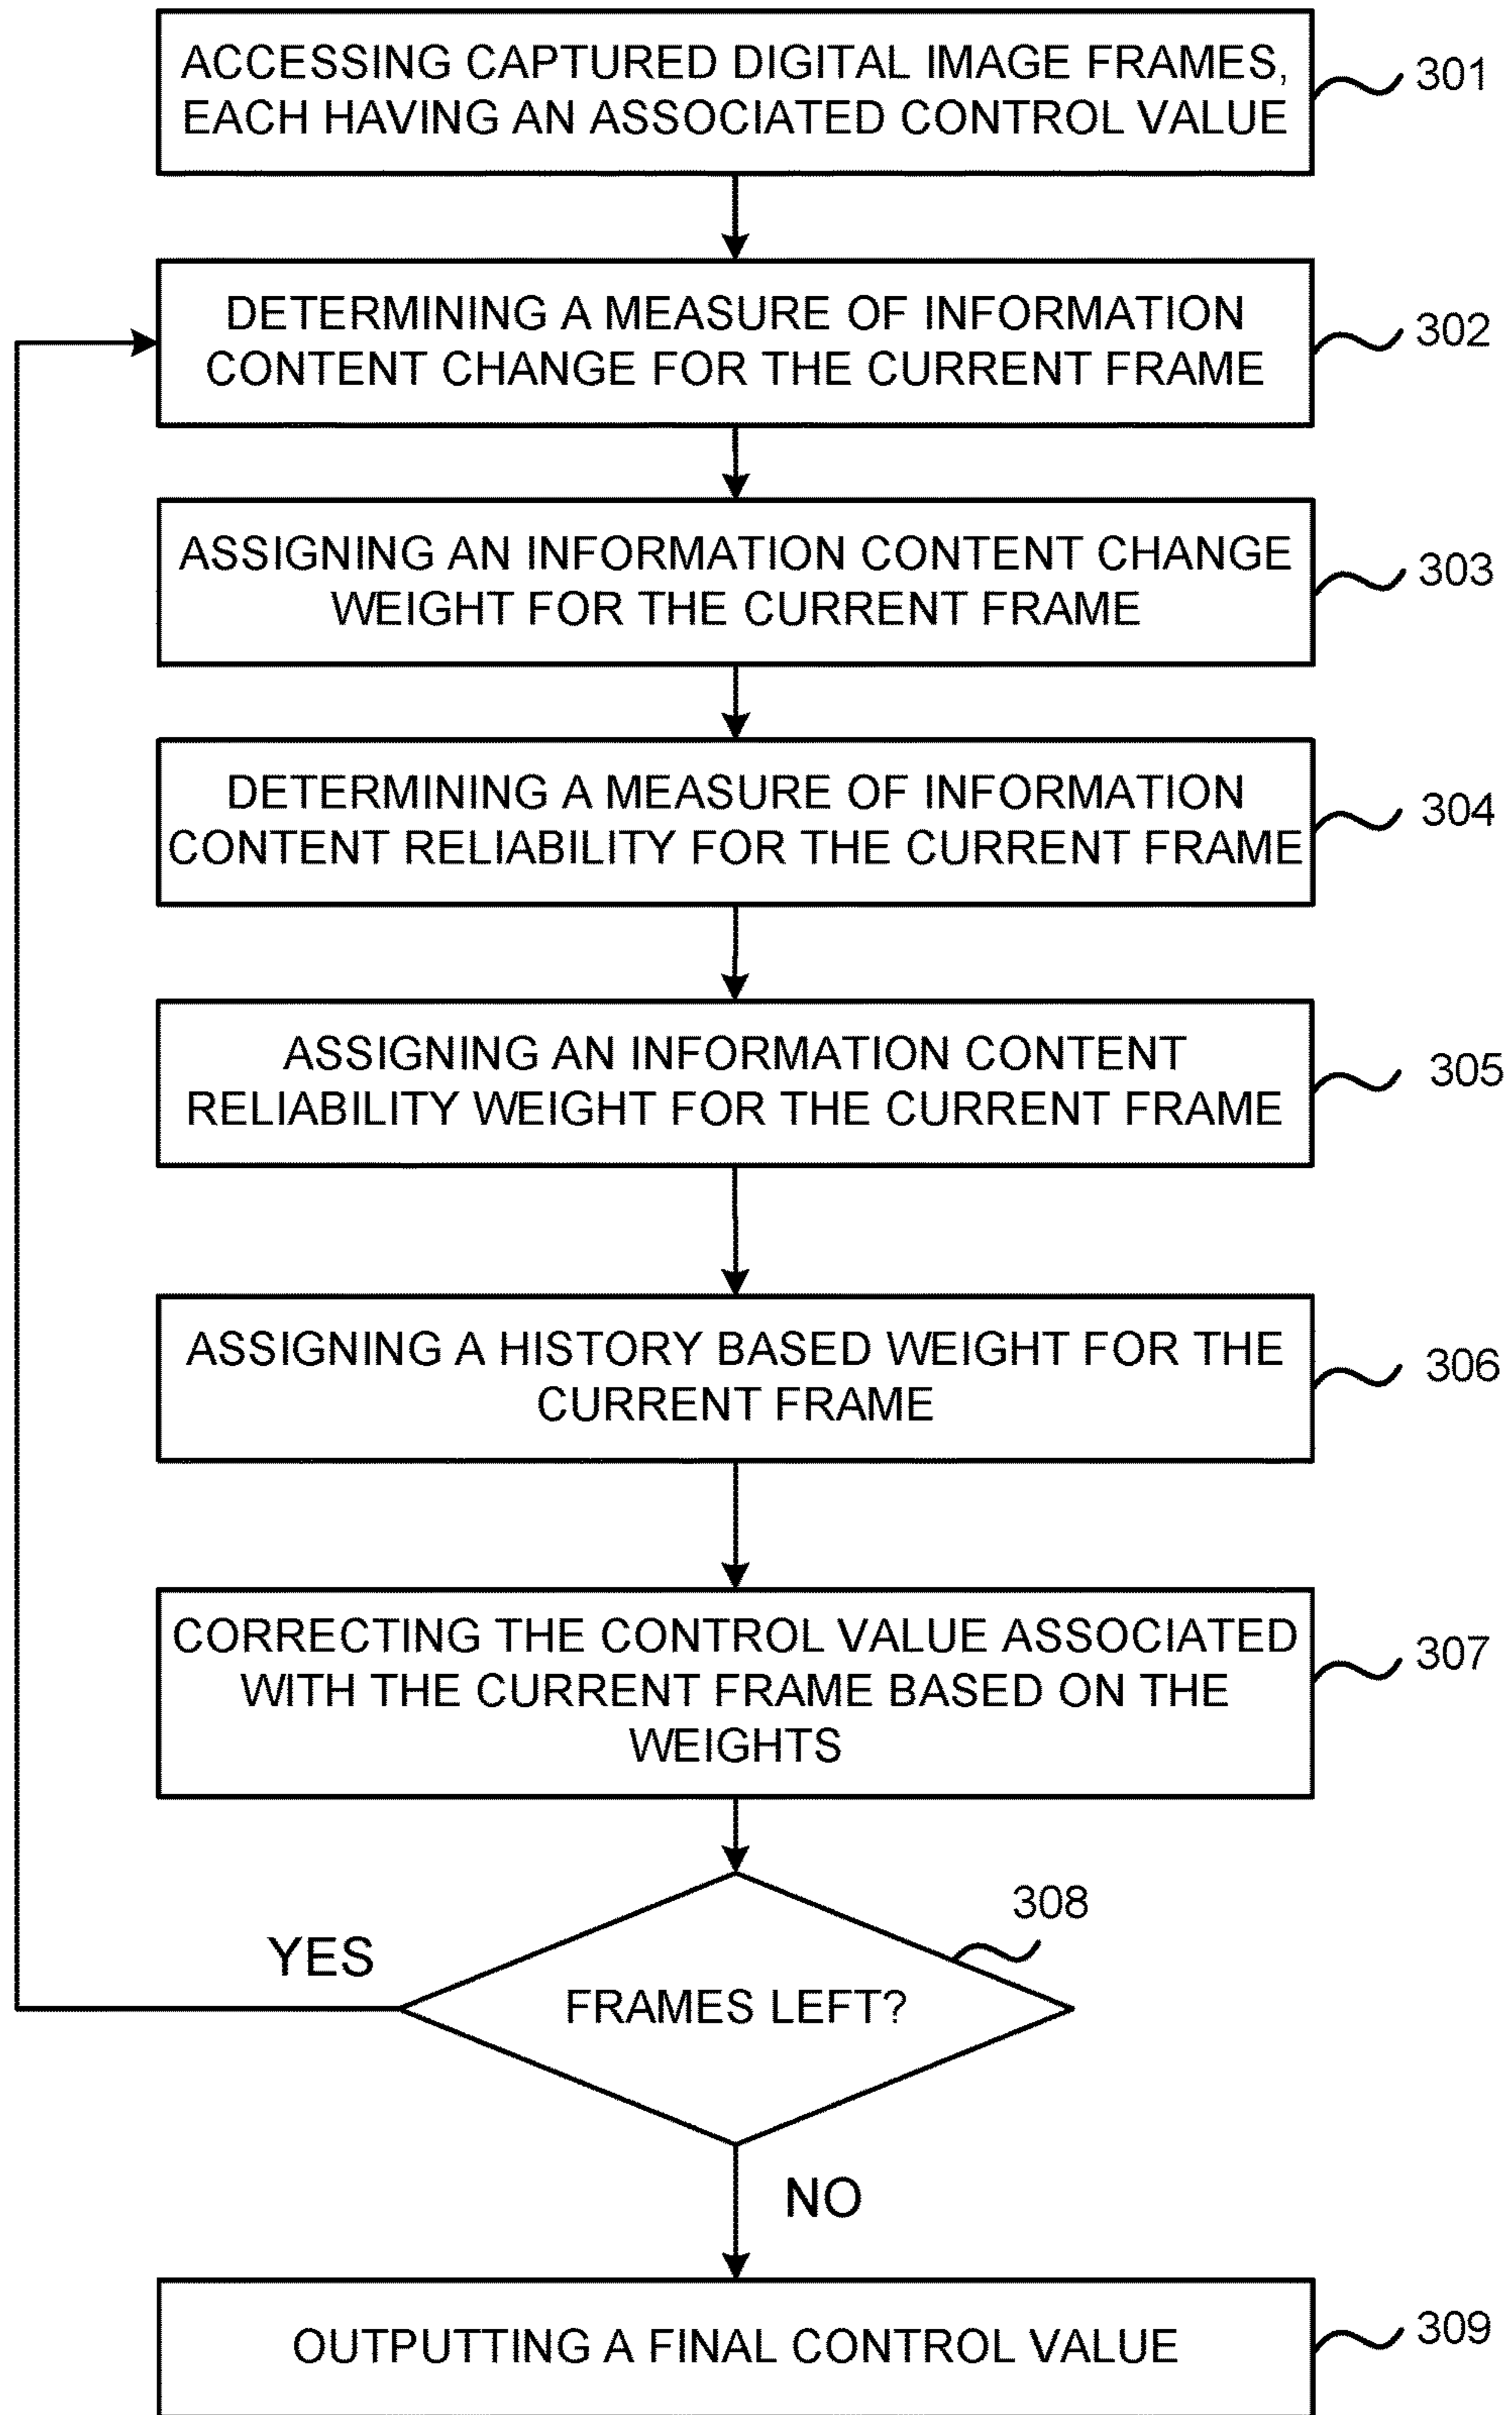 ACCESSING CAPTURED DIGITAL IMAGE FRAMES,
EACH HAVING AN ASSOCIATED CONTROL VALUE
301
DETERMINING A MEASURE OF INFORMATION
CONTENT CHANGE FOR THE CURRENT FRAME
302
ASSIGNING AN INFORMATION CONTENT CHANGE
WEIGHT FOR THE CURRENT FRAME
303
DETERMINING A MEASURE OF INFORMATION
CONTENT RELIABILITY FOR THE CURRENT FRAME
304
ASSIGNING AN INFORMATION CONTENT
RELIABILITY WEIGHT FOR THE CURRENT FRAME
305
ASSIGNING A HISTORY BASED WEIGHT FOR THE
CURRENT FRAME
306
CORRECTING THE CONTROL VALUE ASSOCIATED
WITH THE CURRENT FRAME BASED ON THE
WEIGHTS
307
308
YES
FRAMES LEFT?
NO
OUTPUTTING A FINAL CONTROL VALUE
309